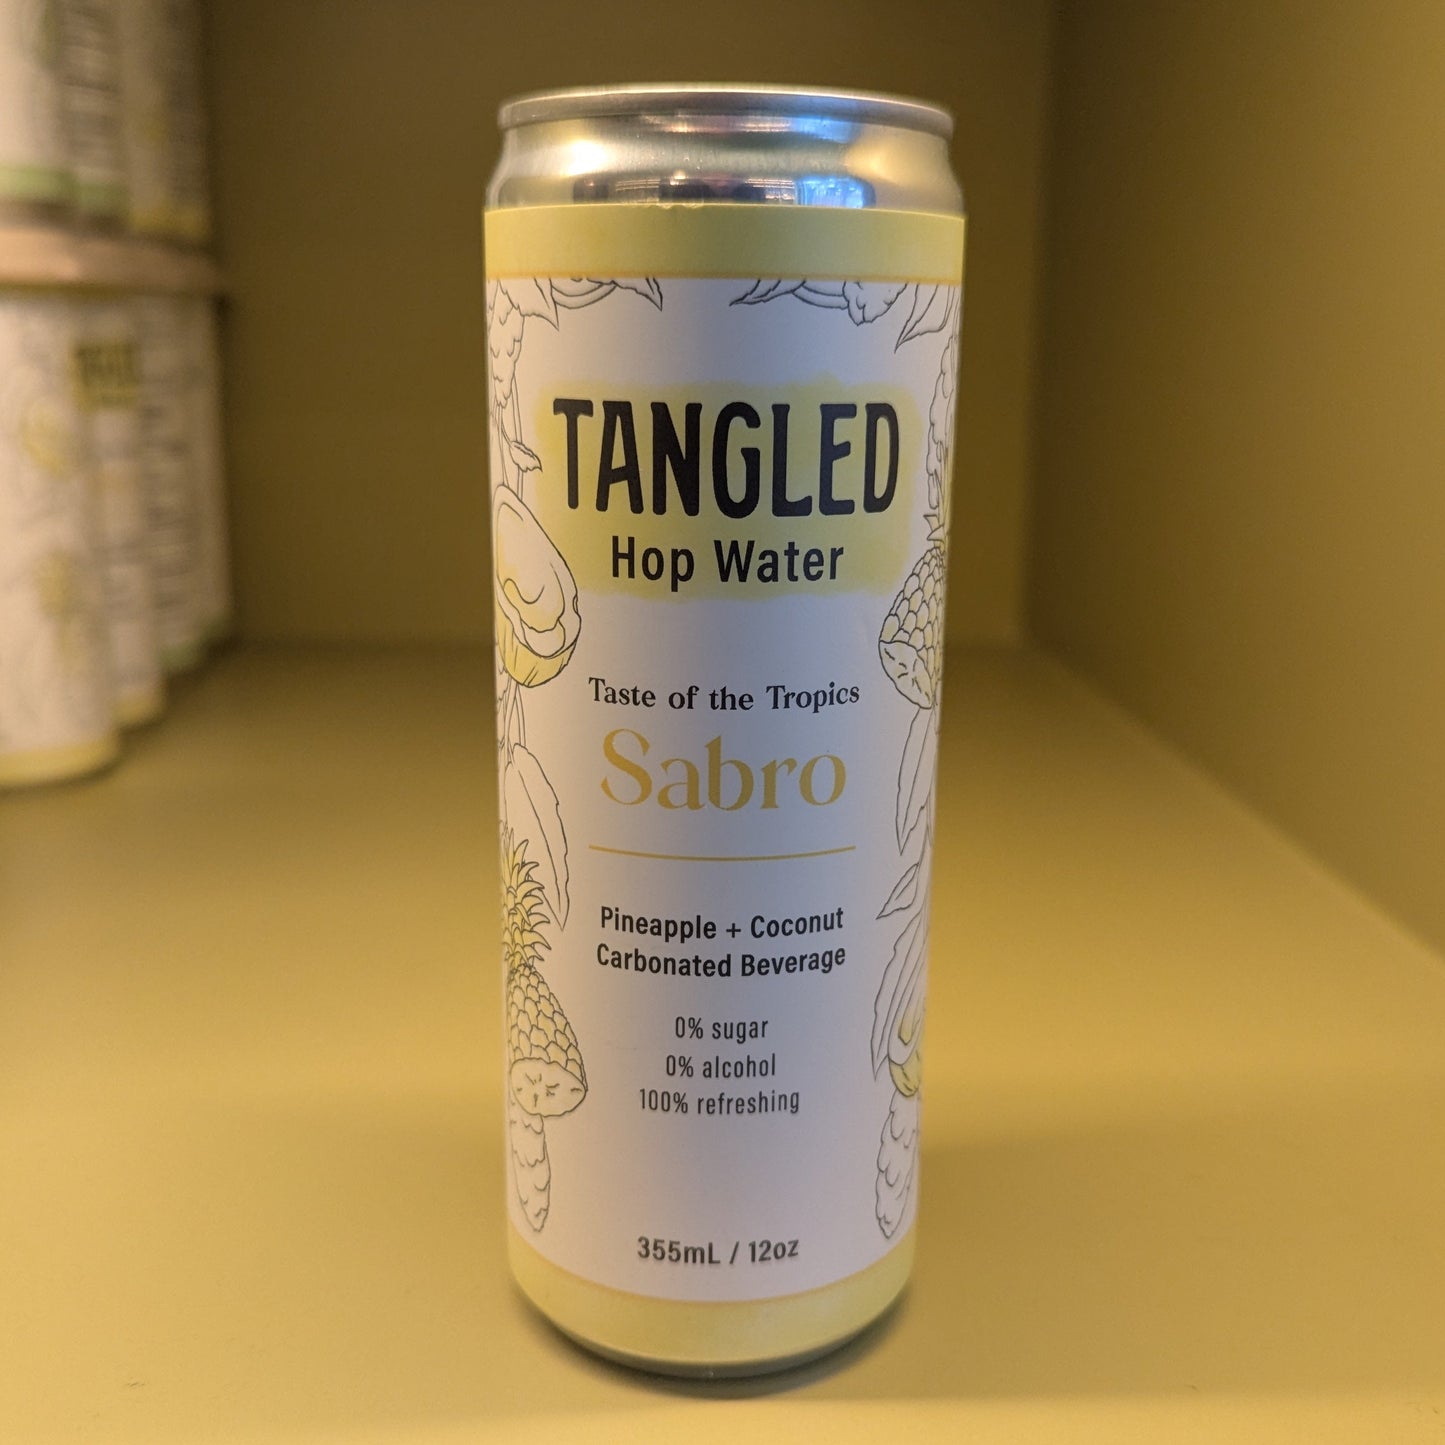 TANGLED
Hop Water
Taste of the Tropics
Sabro
Pineapple + Coconut
Carbonated Beverage
0% sugar
0% alcohol
100% refreshing
355mL / 12oz